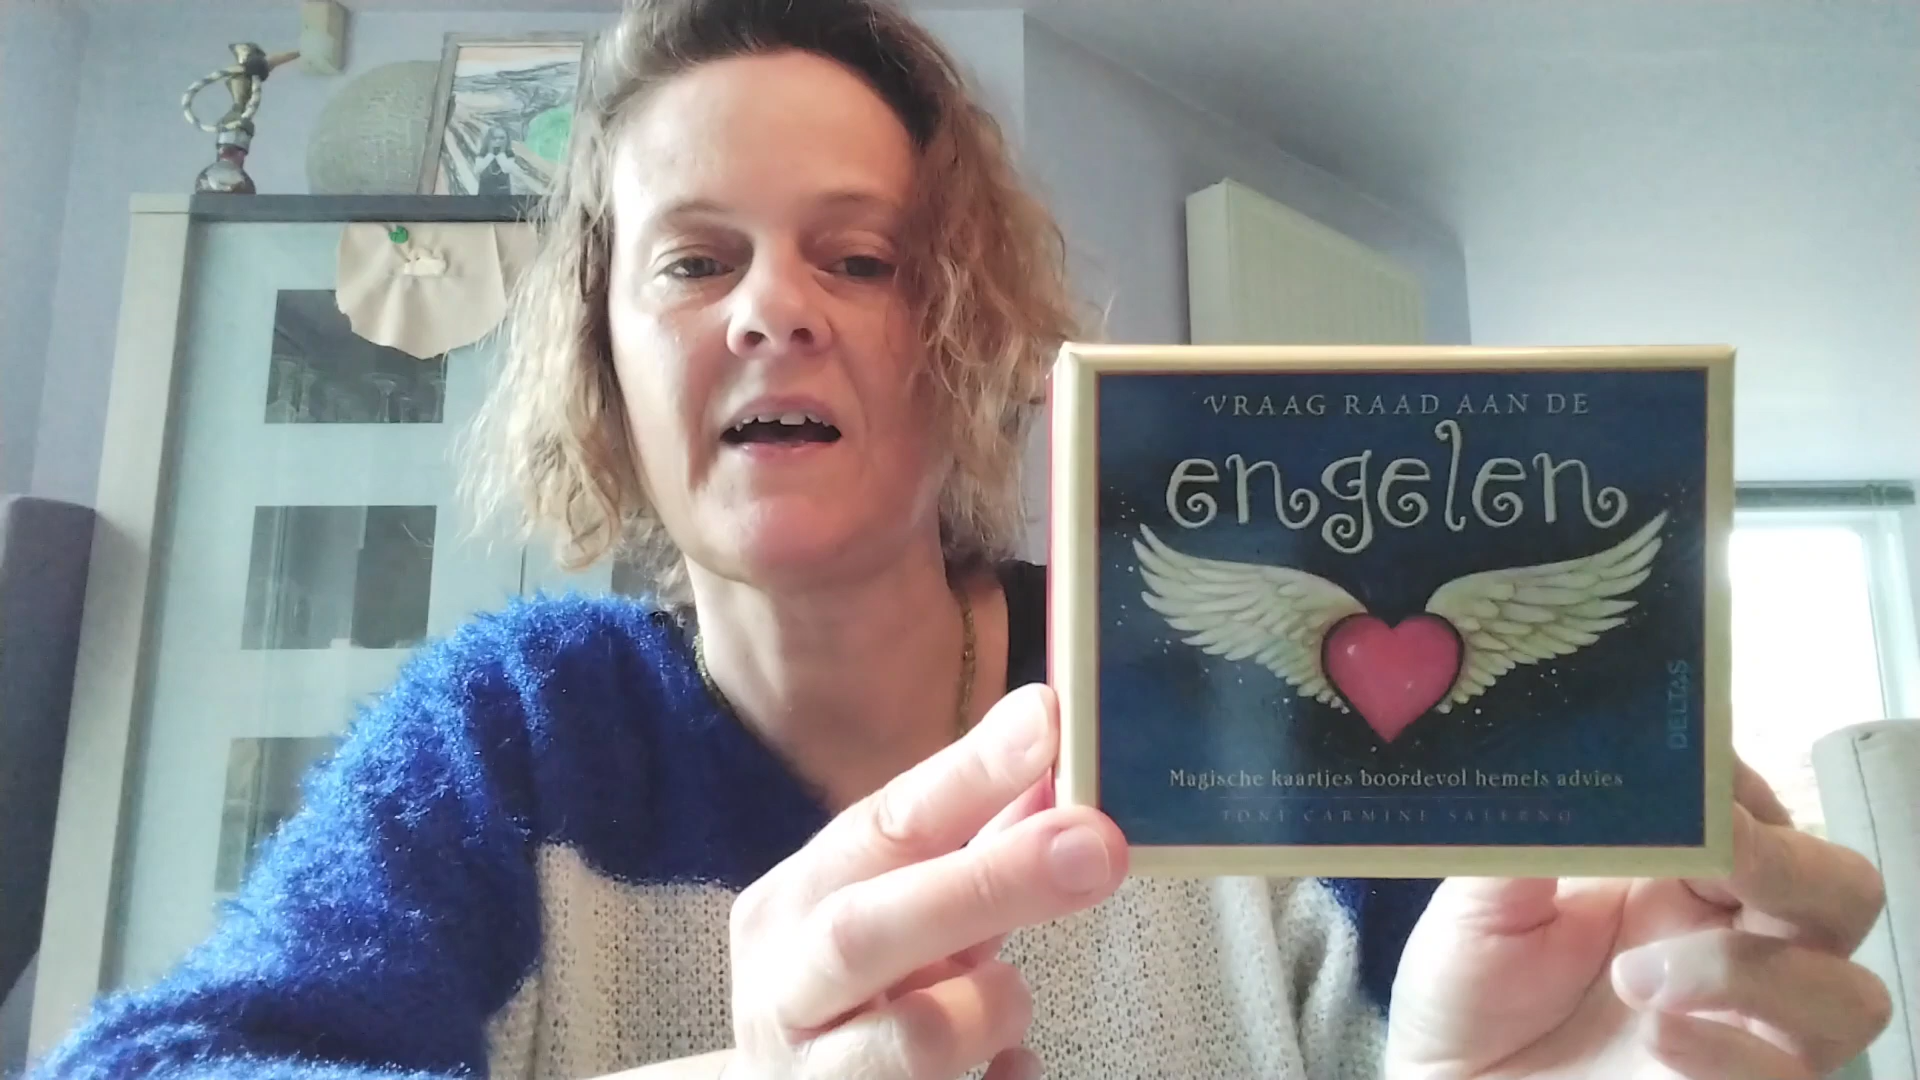 VRAAG RAAD AAN DE
engelen
Magische kaartjes boordevol hemels advies
TONI CARMINE SALERNO
DELTAS